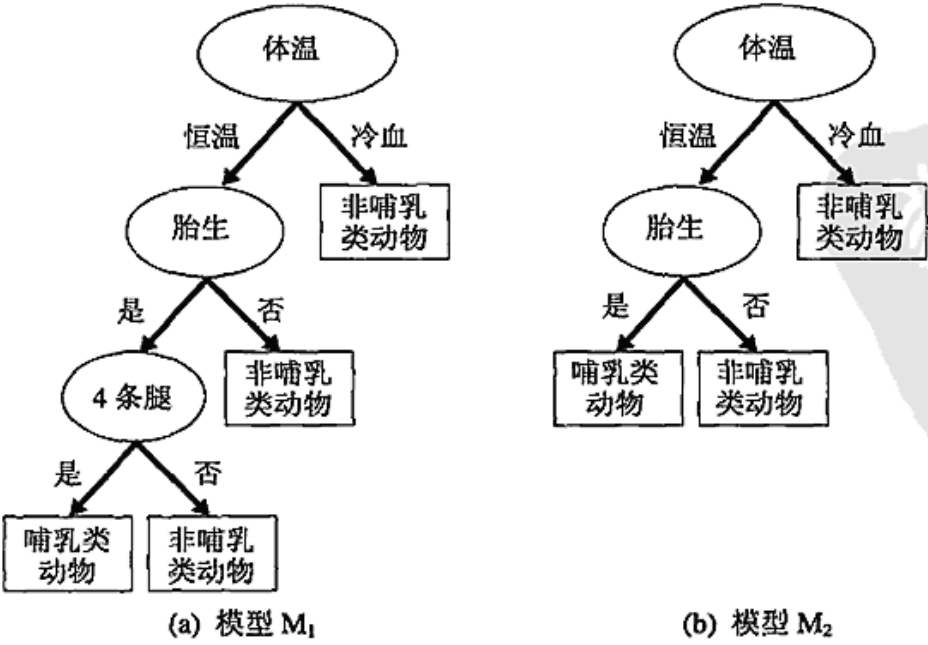 体温
恒温
冷血
胎生
非哺乳
类动物
是
否
4 条腿
非哺乳
类动物
是
否
哺乳类
动物
非哺乳
类动物
(a) 模型 M₁
体温
恒温
冷血
胎生
非哺乳
类动物
是
否
哺乳类
动物
非哺乳
类动物
(b) 模型 M₂